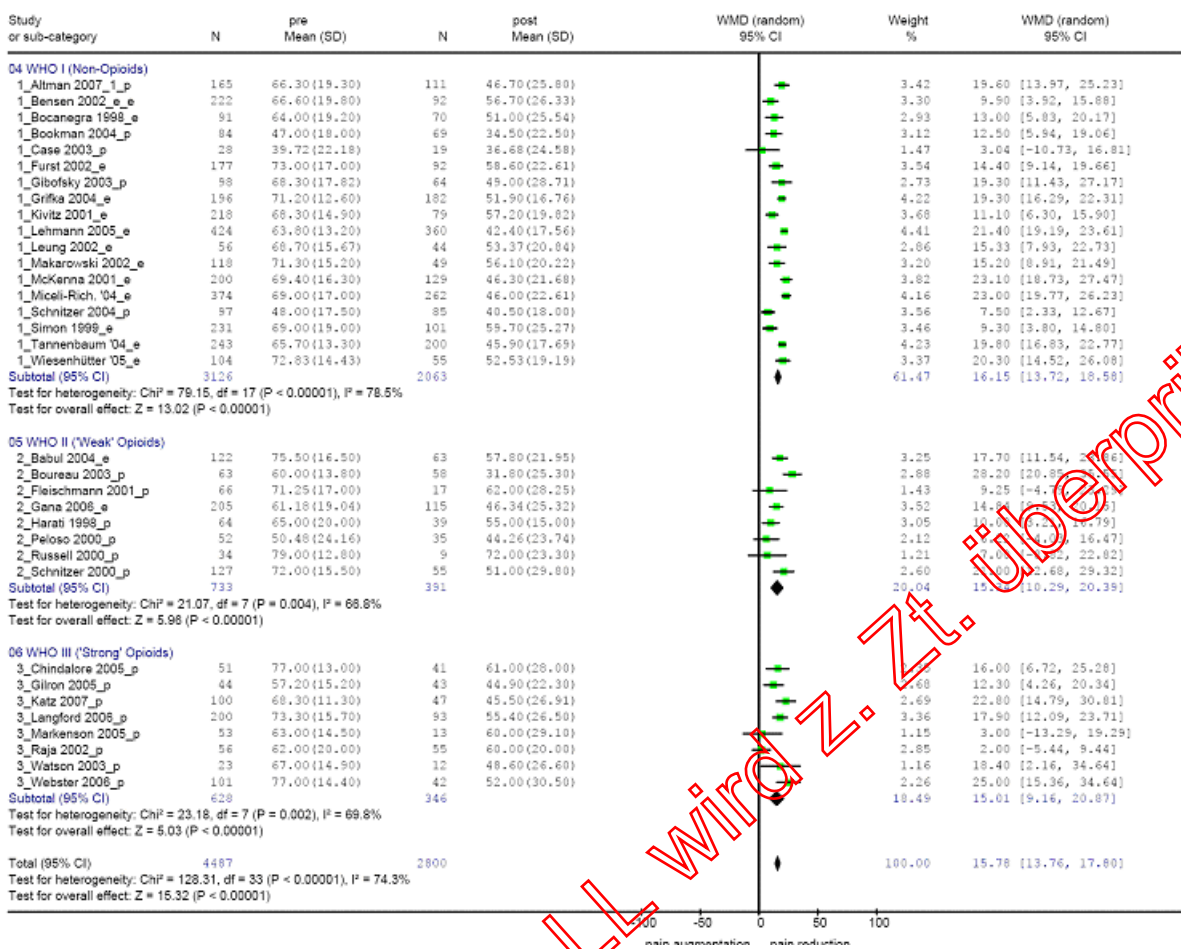 Study pre post WMD (random) Weight WMD (random)
or sub-category N Mean (SD) N Mean (SD) 95% CI % 95% CI
04 WHO I (Non-Opioids)
1_Altman 2007_1_p 165 66.30(19.30) 111 46.70(25.80) 3.42 19.60 [13.97, 25.23]
1_Bensen 2002_e_e 222 66.60(19.80) 92 56.70(26.33) 3.30 9.90 [3.92, 15.88]
1_Bocanegra 1998_e 91 64.00(19.20) 70 51.00(25.54) 2.93 13.00 [5.83, 20.17]
1_Bookman 2004_p 84 47.00(18.00) 69 34.50(22.50) 3.12 12.50 [5.94, 19.06]
1_Case 2003_p 28 39.72(22.18) 19 36.68(24.58) 1.47 3.04 [-10.73, 16.81]
1_Furst 2002_e 177 73.00(17.00) 92 58.60(22.61) 3.54 14.40 [9.14, 19.66]
1_Gibofsky 2003_p 98 68.30(17.82) 64 49.00(28.71) 2.73 19.30 [11.43, 27.17]
1_Grifka 2004_e 196 71.20(12.60) 182 51.90(16.76) 4.22 19.30 [16.29, 22.31]
1_Kivitz 2001_e 218 68.30(14.90) 79 57.20(19.82) 3.68 11.10 [6.30, 15.90]
1_Lehmann 2005_e 424 63.80(13.20) 360 42.40(17.56) 4.41 21.40 [19.19, 23.61]
1_Leung 2002_e 56 68.70(15.67) 44 53.37(20.84) 2.86 15.33 [7.93, 22.73]
1_Makarowski 2002_e 118 71.30(15.20) 49 56.10(20.22) 3.20 15.20 [8.91, 21.49]
1_McKenna 2001_e 200 69.40(16.30) 129 46.30(21.68) 3.82 23.10 [18.73, 27.47]
1_Miceli-Rich. '04_e 374 69.00(17.00) 262 46.00(22.61) 4.16 23.00 [19.77, 26.23]
1_Schnitzer 2004_p 97 48.00(17.50) 85 40.50(18.00) 3.56 7.50 [2.33, 12.67]
1_Simon 1999_e 231 69.00(19.00) 101 59.70(25.27) 3.46 9.30 [3.80, 14.80]
1_Tannenbaum '04_e 243 65.70(13.30) 200 45.90(17.69) 4.23 19.80 [16.83, 22.77]
1_Wiesenhütter '05_e 104 72.83(14.43) 55 52.53(19.19) 3.37 20.30 [14.52, 26.08]
Subtotal (95% CI) 3126 2063 61.47 16.15 [13.72, 18.58]
Test for heterogeneity: Chi² = 79.15, df = 17 (P < 0.00001), I² = 78.5%
Test for overall effect: Z = 13.02 (P < 0.00001)
05 WHO II ('Weak' Opioids)
2_Babul 2004_e 122 75.50(16.50) 63 57.80(21.95) 3.25 17.70 [11.54,
2_Boureau 2003_p 63 60.00(13.80) 58 31.80(25.30) 2.88 28.20
2_Fleischmann 2001_p 66 71.25(17.00) 17 62.00(28.25) 1.43 9.25
2_Gana 2006_e 205 61.18(19.04) 115 46.34(25.32) 3.52
2_Harati 1998_p 64 65.00(20.00) 39 55.00(15.00) 3.05
2_Peloso 2000_p 52 50.48(24.16) 35 44.26(23.74) 2.12 16.47]
2_Russell 2000_p 34 79.00(12.80) 9 72.00(23.30) 1.21 22.82]
2_Schnitzer 2000_p 127 72.00(15.50) 55 51.00(29.80) 2.60 29.32]
Subtotal (95% CI) 733 391 20.04 [10.29, 20.39]
Test for heterogeneity: Chi² = 21.07, df = 7 (P = 0.004), I² = 66.8%
Test for overall effect: Z = 5.96 (P < 0.00001)
06 WHO III ('Strong' Opioids)
3_Chindalore 2005_p 51 77.00(13.00) 41 61.00(28.00) 16.00 [6.72, 25.28]
3_Gilron 2005_p 44 57.20(15.20) 43 44.90(22.30) 12.30 [4.26, 20.34]
3_Katz 2007_p 100 68.30(11.30) 47 45.50(26.91) 2.69 22.80 [14.79, 30.81]
3_Langford 2006_p 200 73.30(15.70) 93 55.40(26.50) 3.36 17.90 [12.09, 23.71]
3_Markenson 2005_p 53 63.00(14.50) 13 60.00(29.10) 1.15 3.00 [-13.29, 19.29]
3_Raja 2002_p 56 62.00(20.00) 55 60.00(20.00) 2.85 2.00 [-5.44, 9.44]
3_Watson 2003_p 23 67.00(14.90) 12 48.60(26.60) 1.16 18.40 [2.16, 34.64]
3_Webster 2006_p 101 77.00(14.40) 42 52.00(30.50) 2.26 25.00 [15.36, 34.64]
Subtotal (95% CI) 628 346 18.49 15.01 [9.16, 20.87]
Test for heterogeneity: Chi² = 23.18, df = 7 (P = 0.002), I² = 69.8%
Test for overall effect: Z = 5.03 (P < 0.00001)
Total (95% CI) 4487 2800 100.00 15.78 [13.76, 17.80]
Test for heterogeneity: Chi² = 128.31, df = 33 (P < 0.00001), I² = 74.3%
Test for overall effect: Z = 15.32 (P < 0.00001)
-100 -50 0 50 100
pain augmentation pain reduction
LL wird z. Zt. überpri